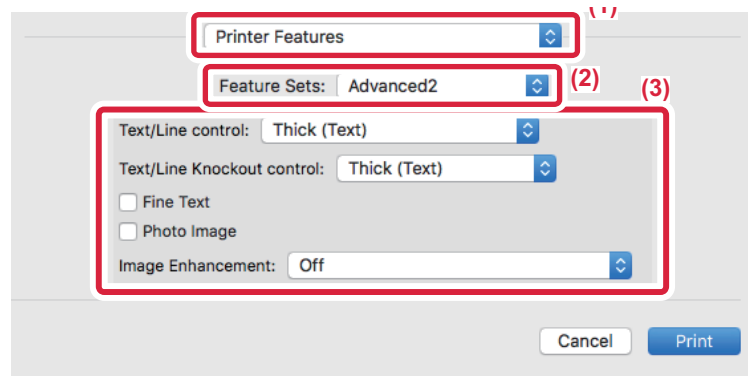 (1)
Printer Features
Feature Sets: Advanced2 (2)
(3)
Text/Line control: Thick (Text)
Text/Line Knockout control: Thick (Text)
Fine Text
Photo Image
Image Enhancement: Off
Cancel Print